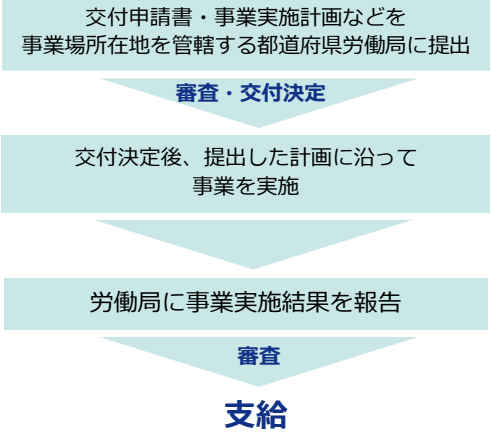 交付申請書・事業実施計画などを
事業場所在地を管轄する都道府県労働局に提出
審査・交付決定
交付決定後、提出した計画に沿って
事業を実施
労働局に事業実施結果を報告
審査
支給